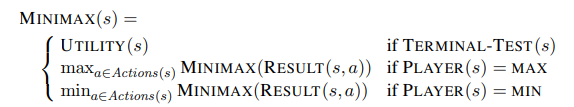 MINIMAX(s) =
UTILITY(s) if TERMINAL-TEST(s)
max_{a∈Actions(s)} MINIMAX(RESULT(s, a)) if PLAYER(s) = MAX
min_{a∈Actions(s)} MINIMAX(RESULT(s, a)) if PLAYER(s) = MIN